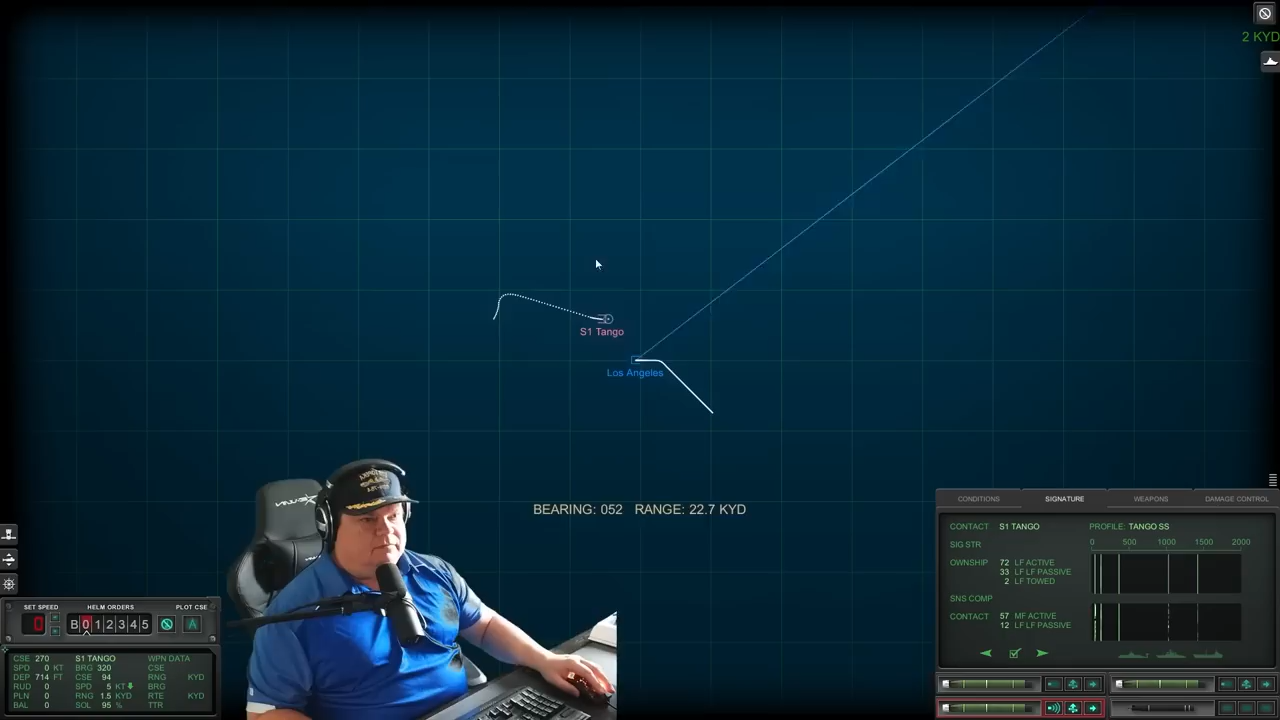 2 KYD
S1 Tango
Los Angeles
BEARING: 052 RANGE: 22.7 KYD
CONDITIONS SIGNATURE WEAPONS DAMAGE CONTROL
CONTACT S1 TANGO PROFILE: TANGO SS
SIG STR 0 500 1000 1500 2000
OWNSHIP 72 LF ACTIVE
33 LF LF PASSIVE
2 LF TOWED
SNS COMP
CONTACT 57 MF ACTIVE
12 LF LF PASSIVE
SET SPEED HELM ORDERS PLOT CSE
0 B 0 1 2 3 4 5 A
CSE 270 S1 TANGO WPN DATA
SPD 0 KT BRG 320 CSE
DEP 714 FT CSE 94 RNG KYD
RUD 0 SPD 5 KT BRG
PLN 0 RNG 1.5 KYD RTE KYD
BAL 0 SOL 95 % TTR